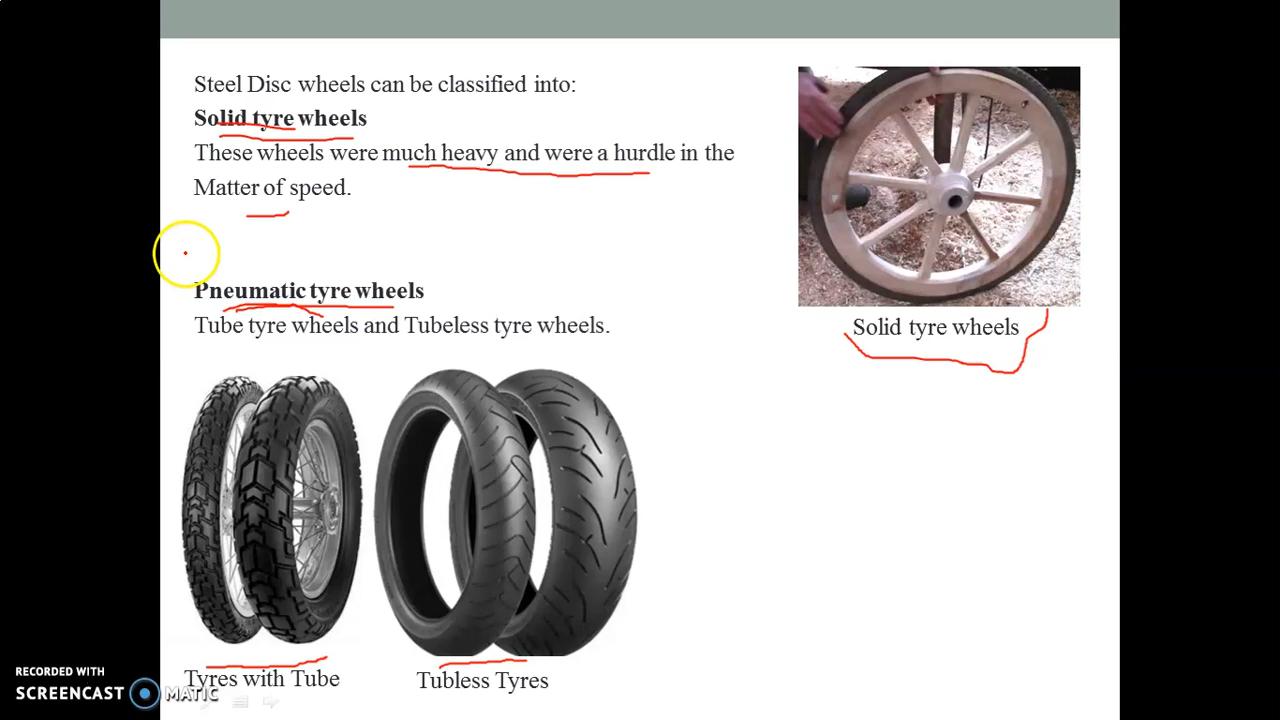 Steel Disc wheels can be classified into:
Solid tyre wheels
These wheels were much heavy and were a hurdle in the
Matter of speed.
Pneumatic tyre wheels
Tube tyre wheels and Tubeless tyre wheels.
Solid tyre wheels
Tyres with Tube
Tubless Tyres
RECORDED WITH
SCREENCAST MATIC